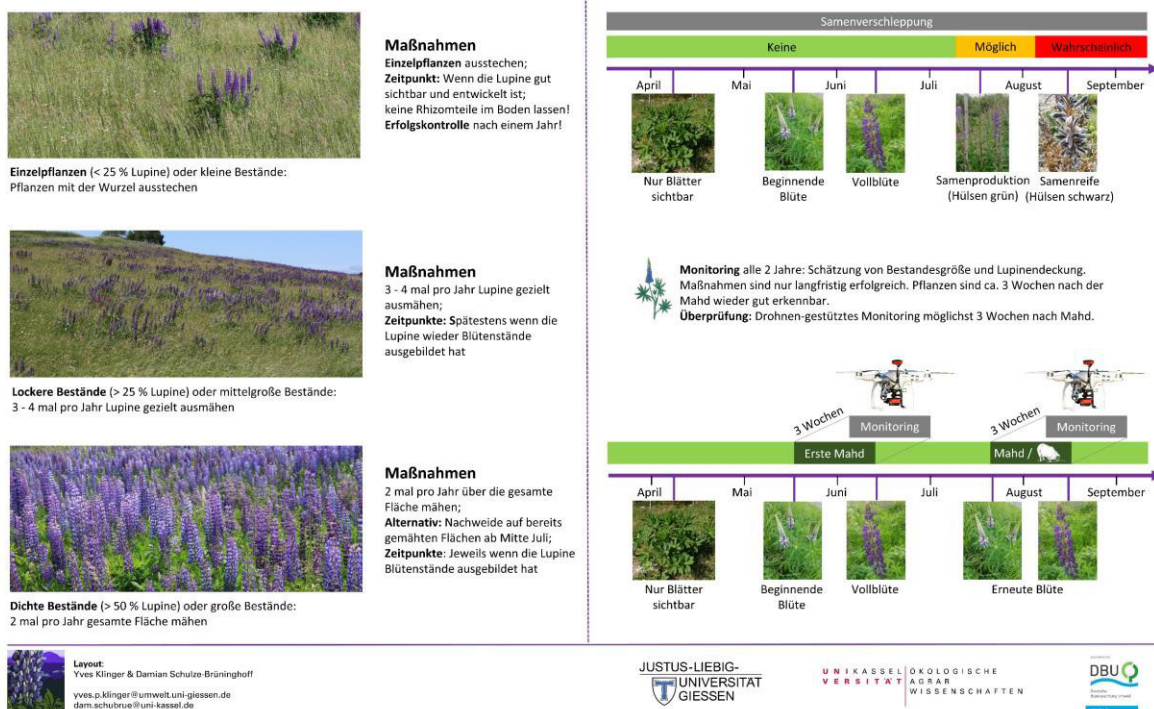 Maßnahmen
Einzelpflanzen ausstechen;
Zeitpunkt: Wenn die Lupine gut
sichtbar und entwickelt ist;
keine Rhizomteile im Boden lassen!
Erfolgskontrolle nach einem Jahr!
Einzelpflanzen (< 25 % Lupine) oder kleine Bestände:
Pflanzen mit der Wurzel ausstechen
Maßnahmen
3 - 4 mal pro Jahr Lupine gezielt
ausmähen;
Zeitpunkte: Spätestens wenn die
Lupine wieder Blütenstände
ausgebildet hat
Lockere Bestände (> 25 % Lupine) oder mittelgroße Bestände:
3 - 4 mal pro Jahr Lupine gezielt ausmähen
Maßnahmen
2 mal pro Jahr über die gesamte
Fläche mähen;
Alternativ: Nachweide auf bereits
gemähten Flächen ab Mitte Juli;
Zeitpunkte: Jeweils wenn die Lupine
Blütenstände ausgebildet hat
Dichte Bestände (> 50 % Lupine) oder große Bestände:
2 mal pro Jahr gesamte Fläche mähen
Samenverschleppung
Keine Möglich Wahrscheinlich
April Mai Juni Juli August September
Nur Blätter
sichtbar
Beginnende
Blüte
Vollblüte
Samenproduktion
(Hülsen grün)
Samenreife
(Hülsen schwarz)
Monitoring alle 2 Jahre: Schätzung von Bestandesgröße und Lupinendeckung.
Maßnahmen sind nur langfristig erfolgreich. Pflanzen sind ca. 3 Wochen nach der
Mahd wieder gut erkennbar.
Überprüfung: Drohnen-gestütztes Monitoring möglichst 3 Wochen nach Mahd.
3 Wochen Monitoring 3 Wochen Monitoring
Erste Mahd Mahd /
April Mai Juni Juli August September
Nur Blätter
sichtbar
Beginnende
Blüte
Vollblüte
Erneute Blüte
Layout:
Yves Klinger & Damian Schulze-Brüninghoff
yves.p.klinger@umwelt.uni-giessen.de
dam.schubrue@uni-kassel.de
JUSTUS-LIEBIG-
UNIVERSITÄT
GIESSEN
UNIKASSEL
VERSITÄT
ÖKOLOGISCHE
AGRAR
WISSENSCHAFTEN
DBU